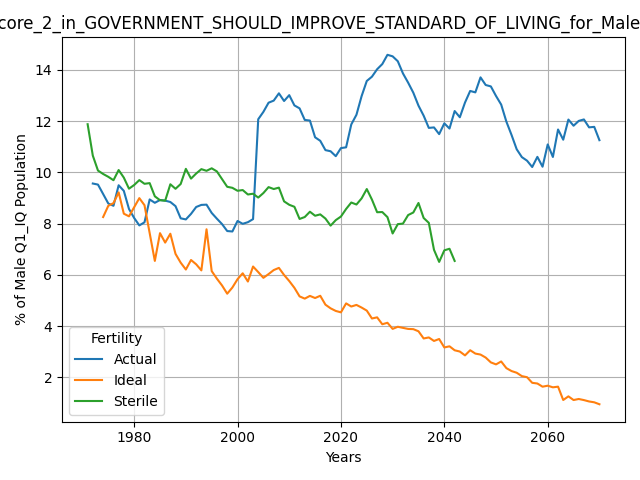 core_2_in_GOVERNMENT_SHOULD_IMPROVE_STANDARD_OF_LIVING_for_Male
% of Male Q1_IQ Population
14
12
10
8
6
4
2
Fertility
Actual
Ideal
Sterile
1980
2000
2020
2040
2060
Years